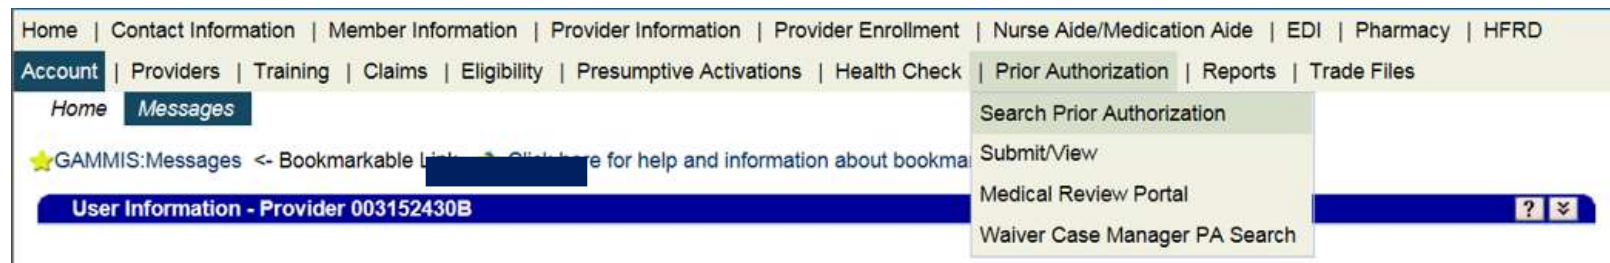 Home | Contact Information | Member Information | Provider Information | Provider Enrollment | Nurse Aide/Medication Aide | EDI | Pharmacy | HFRD
Account | Providers | Training | Claims | Eligibility | Presumptive Activations | Health Check | Prior Authorization | Reports | Trade Files
Home Messages
Search Prior Authorization
GAMMIS:Messages <- Bookmarkable here for help and information about
Submit/View
Medical Review Portal
User Information - Provider 003152430B ?
Waiver Case Manager PA Search